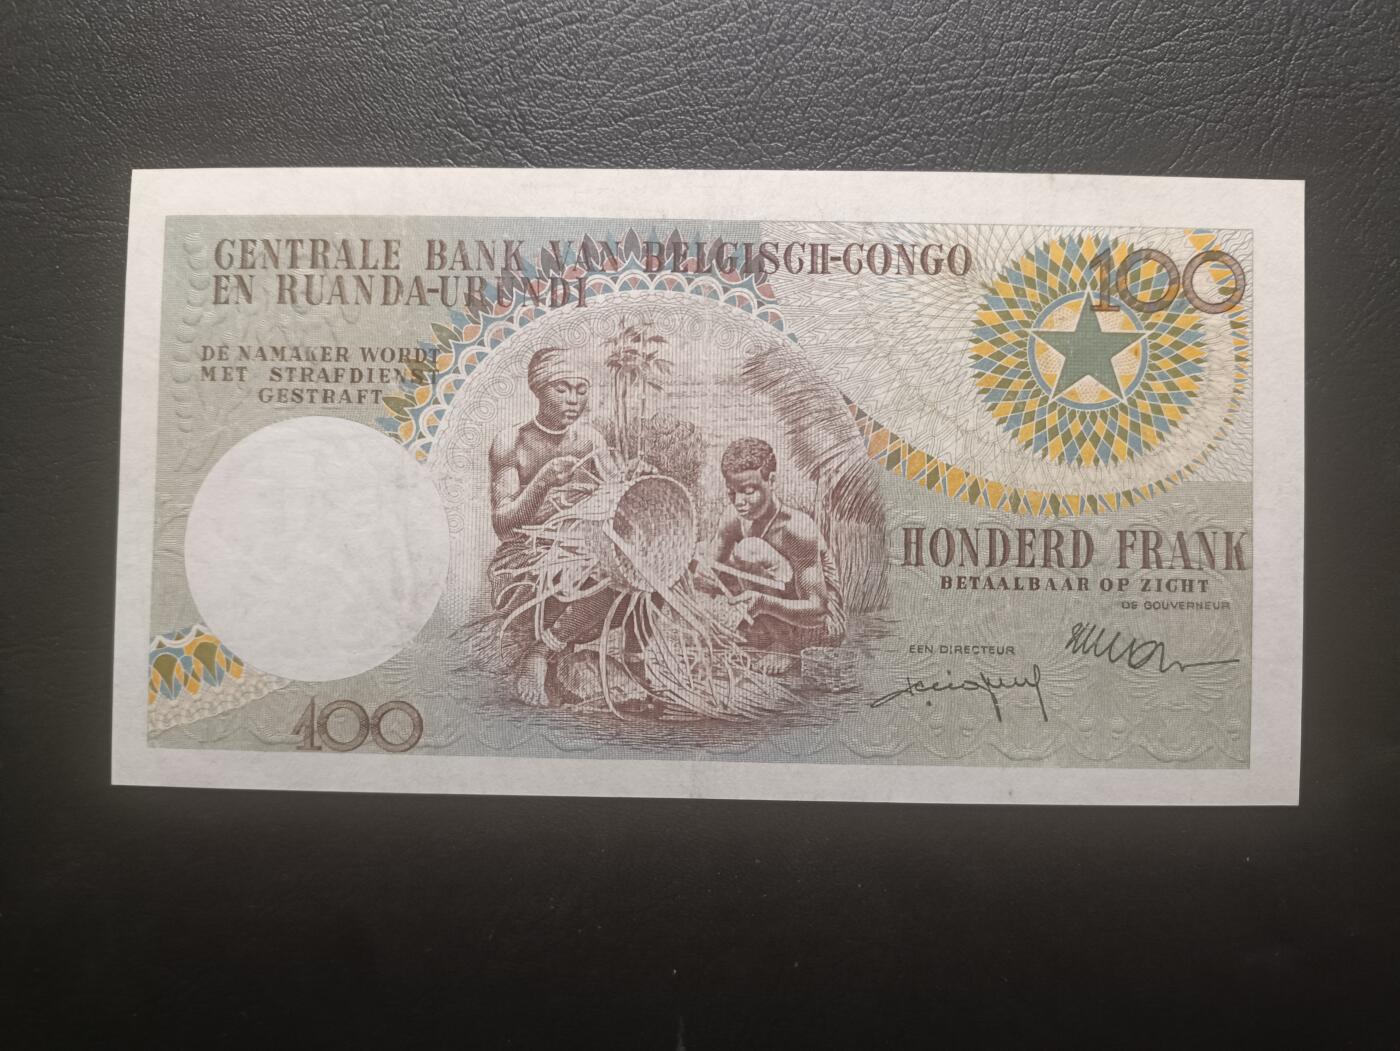 CENTRALE BANK VAN BELGISCH-CONGO
EN RUANDA-URUNDI
100
DE NAMAKER WORDT
MET STRAFDIENST
GESTRAFT
HONDERD FRANK
BETAALBAAR OP ZICHT
DE GOUVERNEUR
EEN DIRECTEUR
100